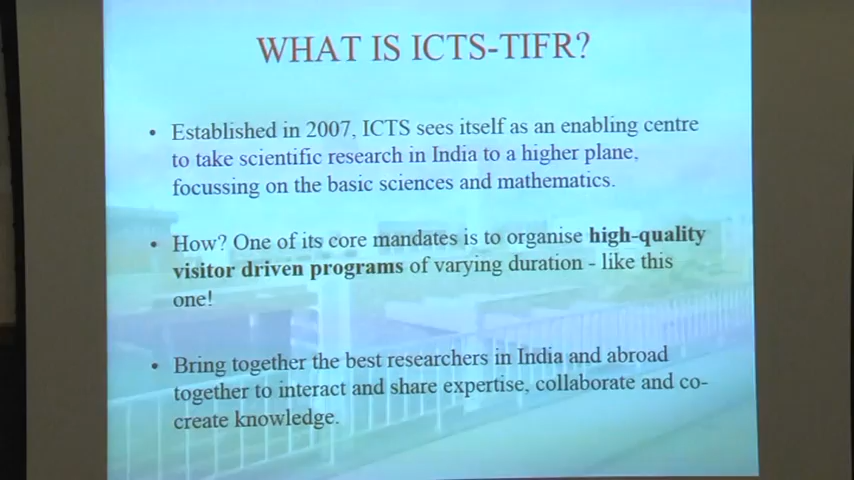 WHAT IS ICTS-TIFR?
• Established in 2007, ICTS sees itself as an enabling centre
to take scientific research in India to a higher plane,
focussing on the basic sciences and mathematics.
• How? One of its core mandates is to organise high-quality
visitor driven programs of varying duration - like this
one!
• Bring together the best researchers in India and abroad
together to interact and share expertise, collaborate and co-
create knowledge.